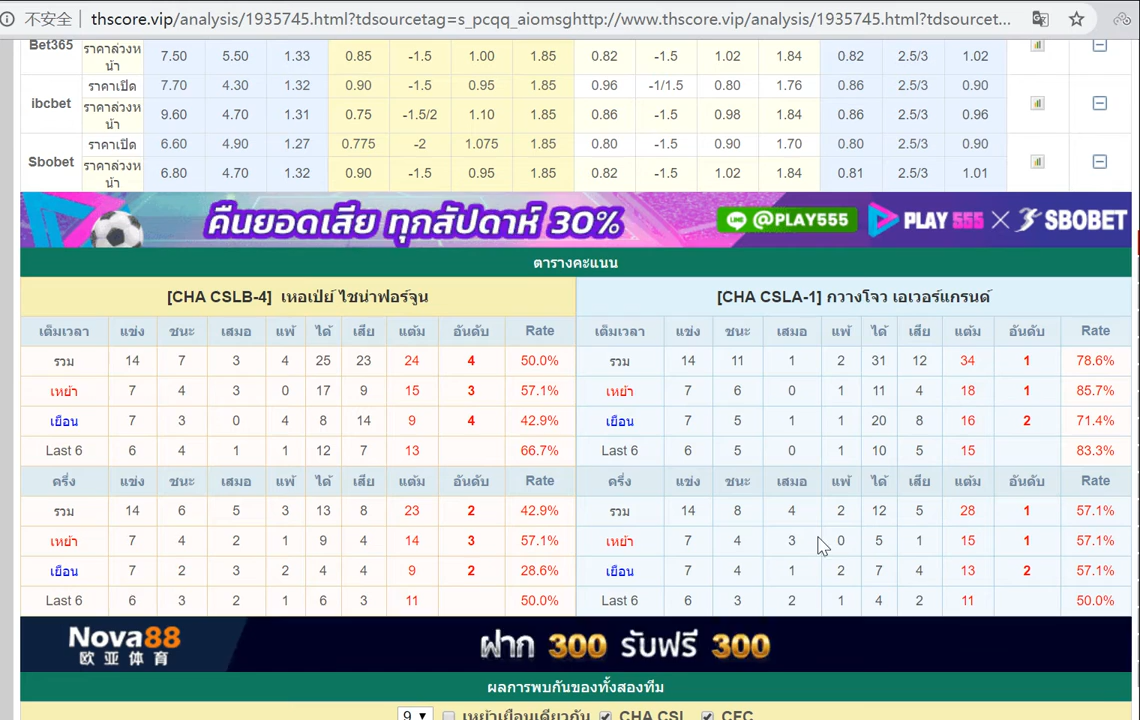 不安全 thscore.vip/analysis/1935745.html?tdsourcetag=s_pcqq_aiomsghttp://www.thscore.vip/analysis/1935745.html?tdsourcet...
Bet365 ราคาล่วงหน้า 7.50 5.50 1.33 0.85 -1.5 1.00 1.85 0.82 -1.5 1.02 1.84 0.82 2.5/3 1.02
ibcbet ราคาเปิด 7.70 4.30 1.32 0.90 -1.5 0.95 1.85 0.96 -1/1.5 0.80 1.76 0.86 2.5/3 0.90
ราคาล่วงหน้า 9.60 4.70 1.31 0.75 -1.5/2 1.10 1.85 0.86 -1.5 0.98 1.84 0.86 2.5/3 0.96
Sbobet ราคาเปิด 6.60 4.90 1.27 0.775 -2 1.075 1.85 0.80 -1.5 0.90 1.70 0.80 2.5/3 0.90
ราคาล่วงหน้า 6.80 4.70 1.32 0.90 -1.5 0.95 1.85 0.82 -1.5 1.02 1.84 0.81 2.5/3 1.01
คืนยอดเสีย ทุกสัปดาห์ 30% LINE @PLAY555 PLAY 555 X SBOBET
ตารางคะแนน
[CHA CSLB-4] เหอเป่ย์ ไชน่าฟอร์จูน [CHA CSLA-1] กวางโจว เอเวอร์แกรนด์
เต็มเวลา แข่ง ชนะ เสมอ แพ้ ได้ เสีย แต้ม อันดับ Rate เต็มเวลา แข่ง ชนะ เสมอ แพ้ ได้ เสีย แต้ม อันดับ Rate
รวม 14 7 3 4 25 23 24 4 50.0% รวม 14 11 1 2 31 12 34 1 78.6%
เหย้า 7 4 3 0 17 9 15 3 57.1% เหย้า 7 6 0 1 11 4 18 1 85.7%
เยือน 7 3 0 4 8 14 9 4 42.9% เยือน 7 5 1 1 20 8 16 2 71.4%
Last 6 6 4 1 1 12 7 13 66.7% Last 6 6 5 0 1 10 5 15 83.3%
ครึ่ง แข่ง ชนะ เสมอ แพ้ ได้ เสีย แต้ม อันดับ Rate ครึ่ง แข่ง ชนะ เสมอ แพ้ ได้ เสีย แต้ม อันดับ Rate
รวม 14 6 5 3 13 8 23 2 42.9% รวม 14 8 4 2 12 5 28 1 57.1%
เหย้า 7 4 2 1 9 4 14 3 57.1% เหย้า 7 4 3 0 5 1 15 1 57.1%
เยือน 7 2 3 2 4 4 9 2 28.6% เยือน 7 4 1 2 7 4 13 2 57.1%
Last 6 6 3 2 1 6 3 11 50.0% Last 6 6 3 2 1 4 2 11 50.0%
Nova88 ฝาก 300 รับฟรี 300
欧亚体育
ผลการพบกันของทั้งสองทีม
9 เหย้าเยือนเดียวกัน CHA CSL CFC